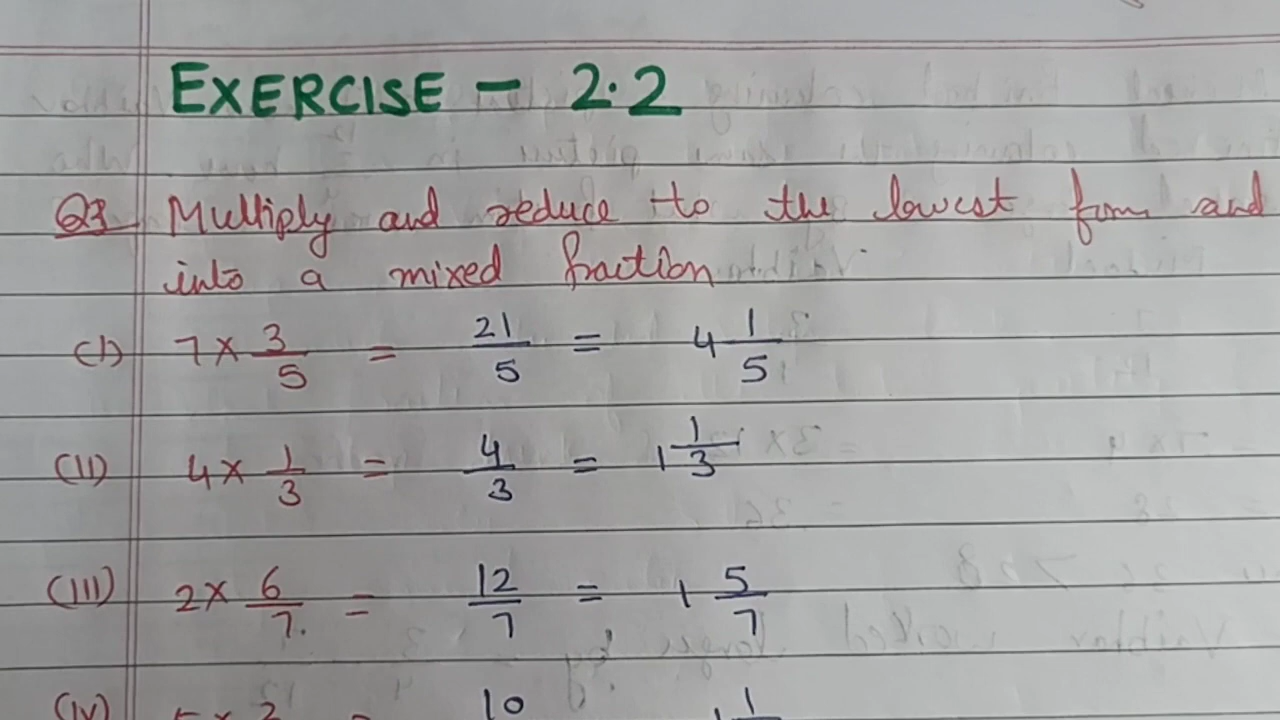 EXERCISE - 2.2
Q3 Multiply and reduce to the lowest form and
into a mixed fraction
(I) 7 × 3/5 = 21/5 = 4 1/5
(II) 4 × 1/3 = 4/3 = 1 1/3
(III) 2 × 6/7 = 12/7 = 1 5/7
(IV) 10 1